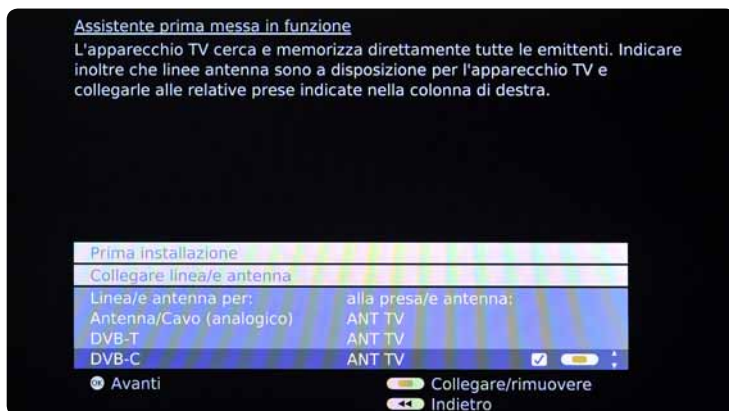 Assistente prima messa in funzione
L'apparecchio TV cerca e memorizza direttamente tutte le emittenti. Indicare
inoltre che linee antenna sono a disposizione per l'apparecchio TV e
collegarle alle relative prese indicate nella colonna di destra.
Prima installazione
Collegare linea/e antenna
Linea/e antenna per: alla presa/e antenna:
Antenna/Cavo (analogico) ANT TV
DVB-T ANT TV
DVB-C ANT TV
OK Avanti Collegare/rimuovere
Indietro